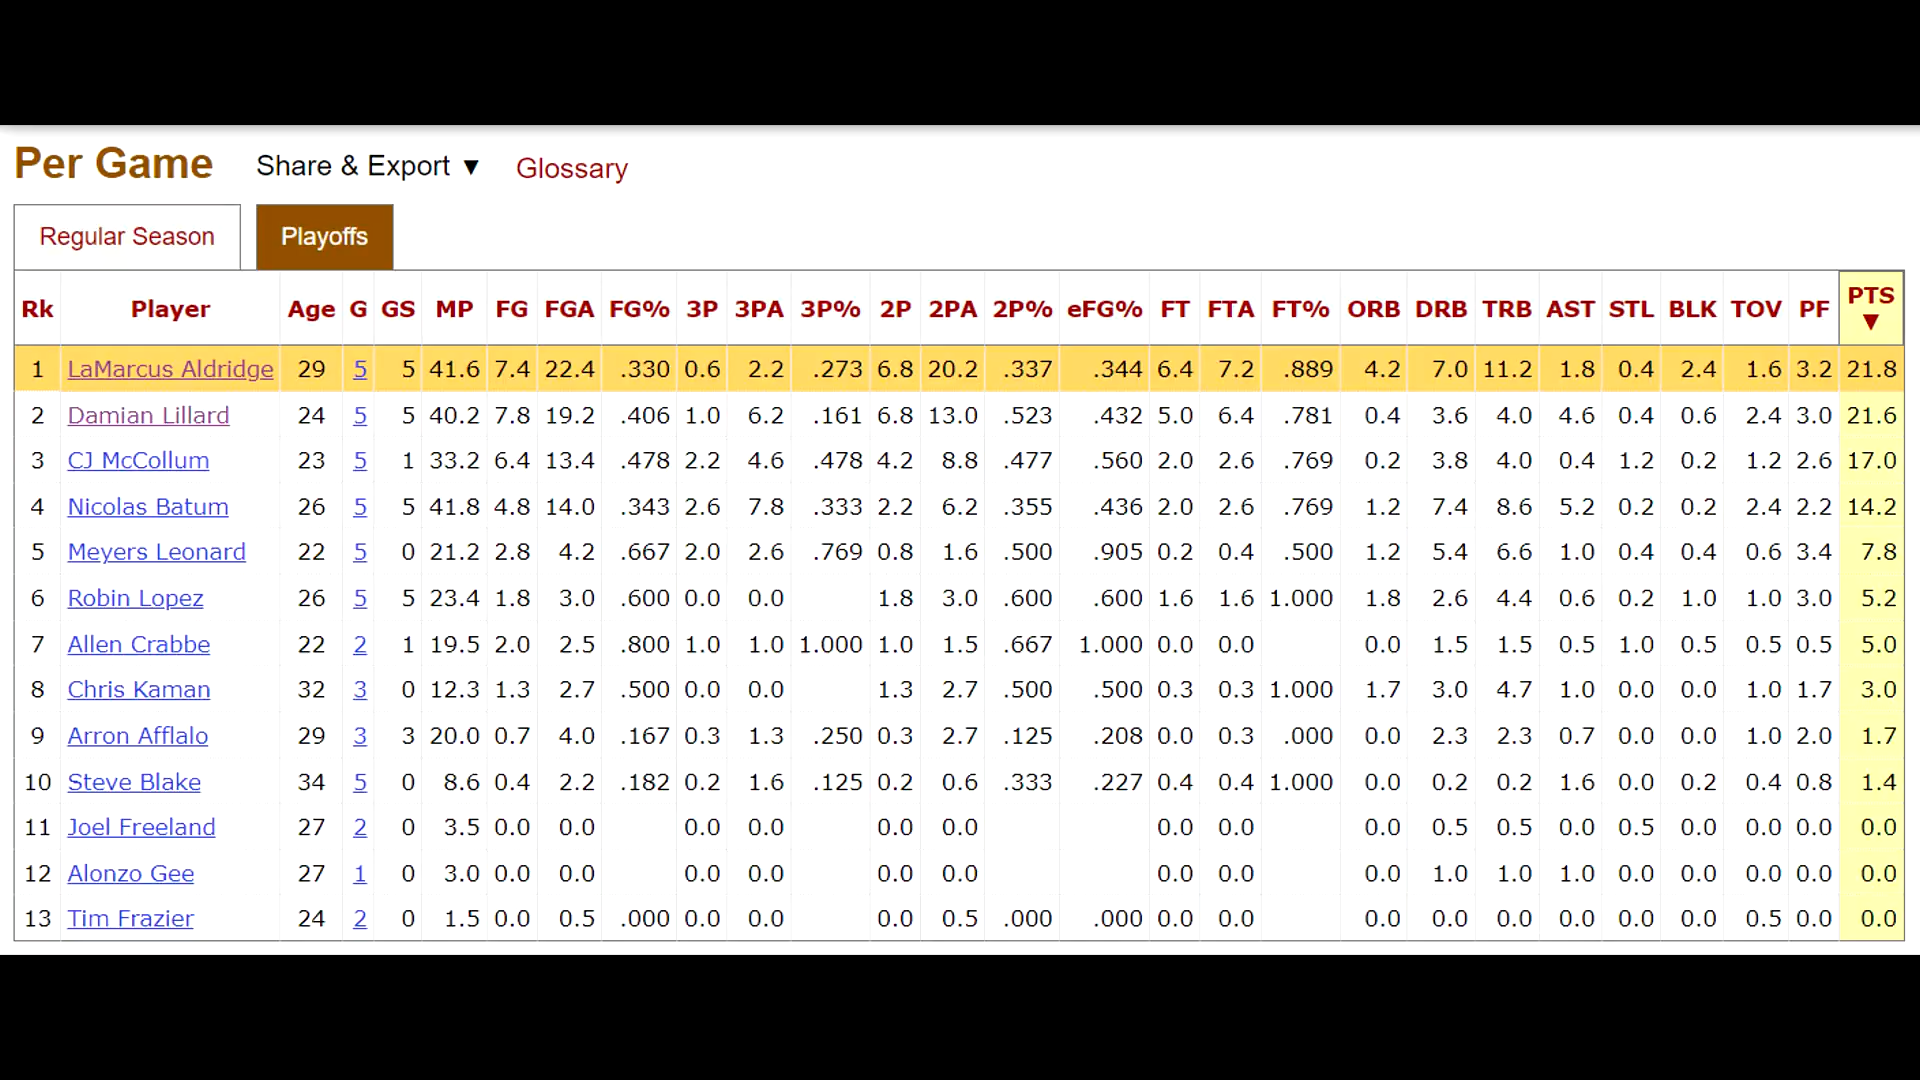 Per Game Share & Export ▼ Glossary
Regular Season Playoffs
Rk Player Age G GS MP FG FGA FG% 3P 3PA 3P% 2P 2PA 2P% eFG% FT FTA FT% ORB DRB TRB AST STL BLK TOV PF PTS ▼
1 LaMarcus Aldridge 29 5 5 41.6 7.4 22.4 .330 0.6 2.2 .273 6.8 20.2 .337 .344 6.4 7.2 .889 4.2 7.0 11.2 1.8 0.4 2.4 1.6 3.2 21.8
2 Damian Lillard 24 5 5 40.2 7.8 19.2 .406 1.0 6.2 .161 6.8 13.0 .523 .432 5.0 6.4 .781 0.4 3.6 4.0 4.6 0.4 0.6 2.4 3.0 21.6
3 CJ McCollum 23 5 1 33.2 6.4 13.4 .478 2.2 4.6 .478 4.2 8.8 .477 .560 2.0 2.6 .769 0.2 3.8 4.0 0.4 1.2 0.2 1.2 2.6 17.0
4 Nicolas Batum 26 5 5 41.8 4.8 14.0 .343 2.6 7.8 .333 2.2 6.2 .355 .436 2.0 2.6 .769 1.2 7.4 8.6 5.2 0.2 0.2 2.4 2.2 14.2
5 Meyers Leonard 22 5 0 21.2 2.8 4.2 .667 2.0 2.6 .769 0.8 1.6 .500 .905 0.2 0.4 .500 1.2 5.4 6.6 1.0 0.4 0.4 0.6 3.4 7.8
6 Robin Lopez 26 5 5 23.4 1.8 3.0 .600 0.0 0.0 1.8 3.0 .600 .600 1.6 1.6 1.000 1.8 2.6 4.4 0.6 0.2 1.0 1.0 3.0 5.2
7 Allen Crabbe 22 2 1 19.5 2.0 2.5 .800 1.0 1.0 1.000 1.0 1.5 .667 1.000 0.0 0.0 0.0 1.5 1.5 0.5 1.0 0.5 0.5 0.5 5.0
8 Chris Kaman 32 3 0 12.3 1.3 2.7 .500 0.0 0.0 1.3 2.7 .500 .500 0.3 0.3 1.000 1.7 3.0 4.7 1.0 0.0 0.0 1.0 1.7 3.0
9 Arron Afflalo 29 3 3 20.0 0.7 4.0 .167 0.3 1.3 .250 0.3 2.7 .125 .208 0.0 0.3 .000 0.0 2.3 2.3 0.7 0.0 0.0 1.0 2.0 1.7
10 Steve Blake 34 5 0 8.6 0.4 2.2 .182 0.2 1.6 .125 0.2 0.6 .333 .227 0.4 0.4 1.000 0.0 0.2 0.2 1.6 0.0 0.2 0.4 0.8 1.4
11 Joel Freeland 27 2 0 3.5 0.0 0.0 0.0 0.0 0.0 0.0 0.0 0.0 0.0 0.5 0.5 0.0 0.5 0.0 0.0 0.0 0.0
12 Alonzo Gee 27 1 0 3.0 0.0 0.0 0.0 0.0 0.0 0.0 0.0 0.0 0.0 1.0 1.0 1.0 0.0 0.0 0.0 0.0 0.0
13 Tim Frazier 24 2 0 1.5 0.0 0.5 .000 0.0 0.0 0.0 0.5 .000 .000 0.0 0.0 0.0 0.0 0.0 0.0 0.0 0.0 0.5 0.0 0.0